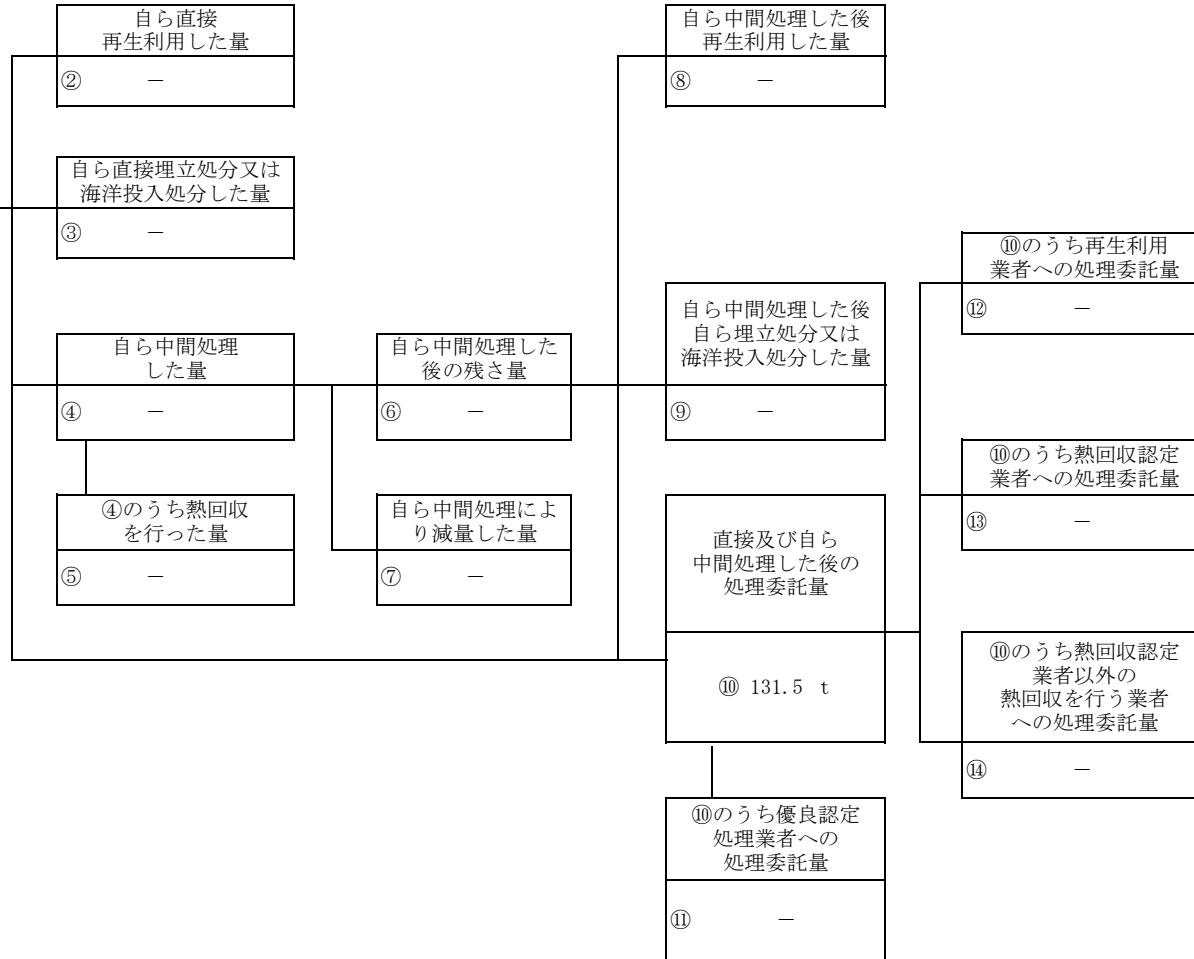 自ら直接
再生利用した量
② －
自ら中間処理した後
再生利用した量
⑧ －
自ら直接埋立処分又は
海洋投入処分した量
③ －
⑩のうち再生利用
業者への処理委託量
⑫ －
自ら中間処理した後
自ら埋立処分又は
海洋投入処分した量
⑨ －
自ら中間処理
した量
④ －
自ら中間処理した
後の残さ量
⑥ －
⑩のうち熱回収認定
業者への処理委託量
⑬ －
④のうち熱回収
を行った量
⑤ －
自ら中間処理によ
り減量した量
⑦ －
直接及び自ら
中間処理した後の
処理委託量
⑩ 131.5 t
⑩のうち熱回収認定
業者以外の
熱回収を行う業者
への処理委託量
⑭ －
⑩のうち優良認定
処理業者への
処理委託量
⑪ －